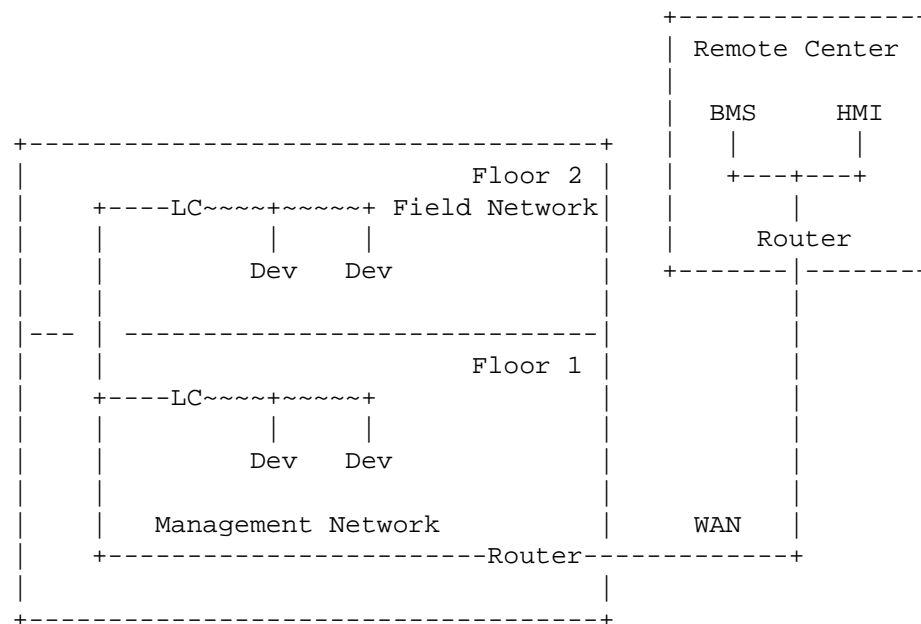 Remote Center
BMS HMI
Floor 2
LC Field Network
Router
Dev Dev
Floor 1
LC
Dev Dev
Management Network WAN
Router